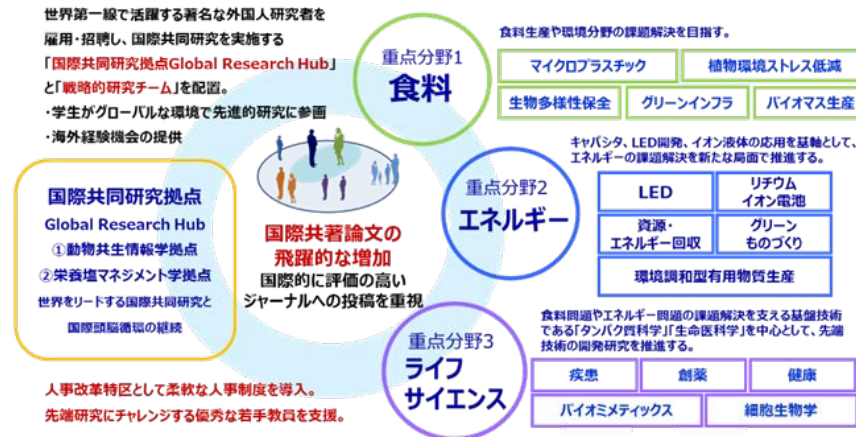 世界第一線で活躍する著名な外国人研究者を
雇用・招聘し、国際共同研究を実施する
「国際共同研究拠点Global Research Hub」
と「戦略的研究チーム」を配置。
・学生がグローバルな環境で先進的研究に参画
・海外経験機会の提供
国際共同研究拠点
Global Research Hub
①動物共生情報学拠点
②栄養塩マネジメント学拠点
世界をリードする国際共同研究と
国際頭脳循環の継続
国際共著論文の
飛躍的な増加
国際的に評価の高い
ジャーナルへの投稿を重視
人事改革特区として柔軟な人事制度を導入。
先端研究にチャレンジする優秀な若手教員を支援。
重点分野1
食料
食料生産や環境分野の課題解決を目指す。
マイクロプラスチック
植物環境ストレス低減
生物多様性保全
グリーンインフラ
バイオマス生産
重点分野2
エネルギー
キャパシタ、LED開発、イオン液体の応用を基軸として、
エネルギーの課題解決を新たな局面で推進する。
LED
リチウム
イオン電池
資源・
エネルギー回収
グリーン
ものづくり
環境調和型有用物質生産
重点分野3
ライフ
サイエンス
食料問題やエネルギー問題の課題解決を支える基盤技術
である「タンパク質科学」「生命医科学」を中心として、先端
技術の開発研究を推進する。
疾患
創薬
健康
バイオミメティックス
細胞生物学